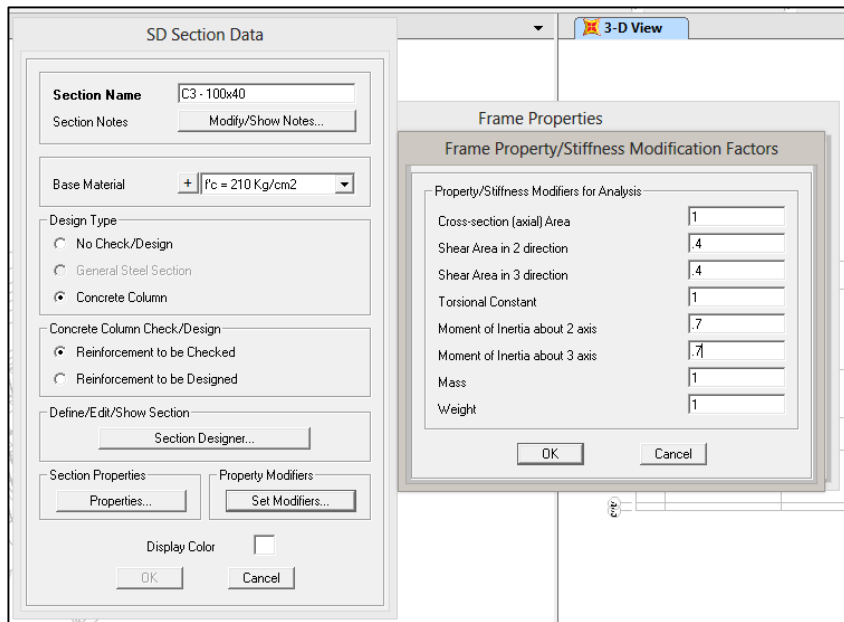 SD Section Data
Section Name C3 - 100x40
Section Notes Modify/Show Notes...
Base Material + f'c = 210 Kg/cm2
Design Type
No Check/Design
General Steel Section
Concrete Column
Concrete Column Check/Design
Reinforcement to be Checked
Reinforcement to be Designed
Define/Edit/Show Section
Section Designer...
Section Properties
Properties...
Property Modifiers
Set Modifiers...
Display Color
OK Cancel
3-D View
Frame Properties
Frame Property/Stiffness Modification Factors
Property/Stiffness Modifiers for Analysis
Cross-section (axial) Area 1
Shear Area in 2 direction .4
Shear Area in 3 direction .4
Torsional Constant 1
Moment of Inertia about 2 axis .7
Moment of Inertia about 3 axis .7
Mass 1
Weight 1
OK Cancel